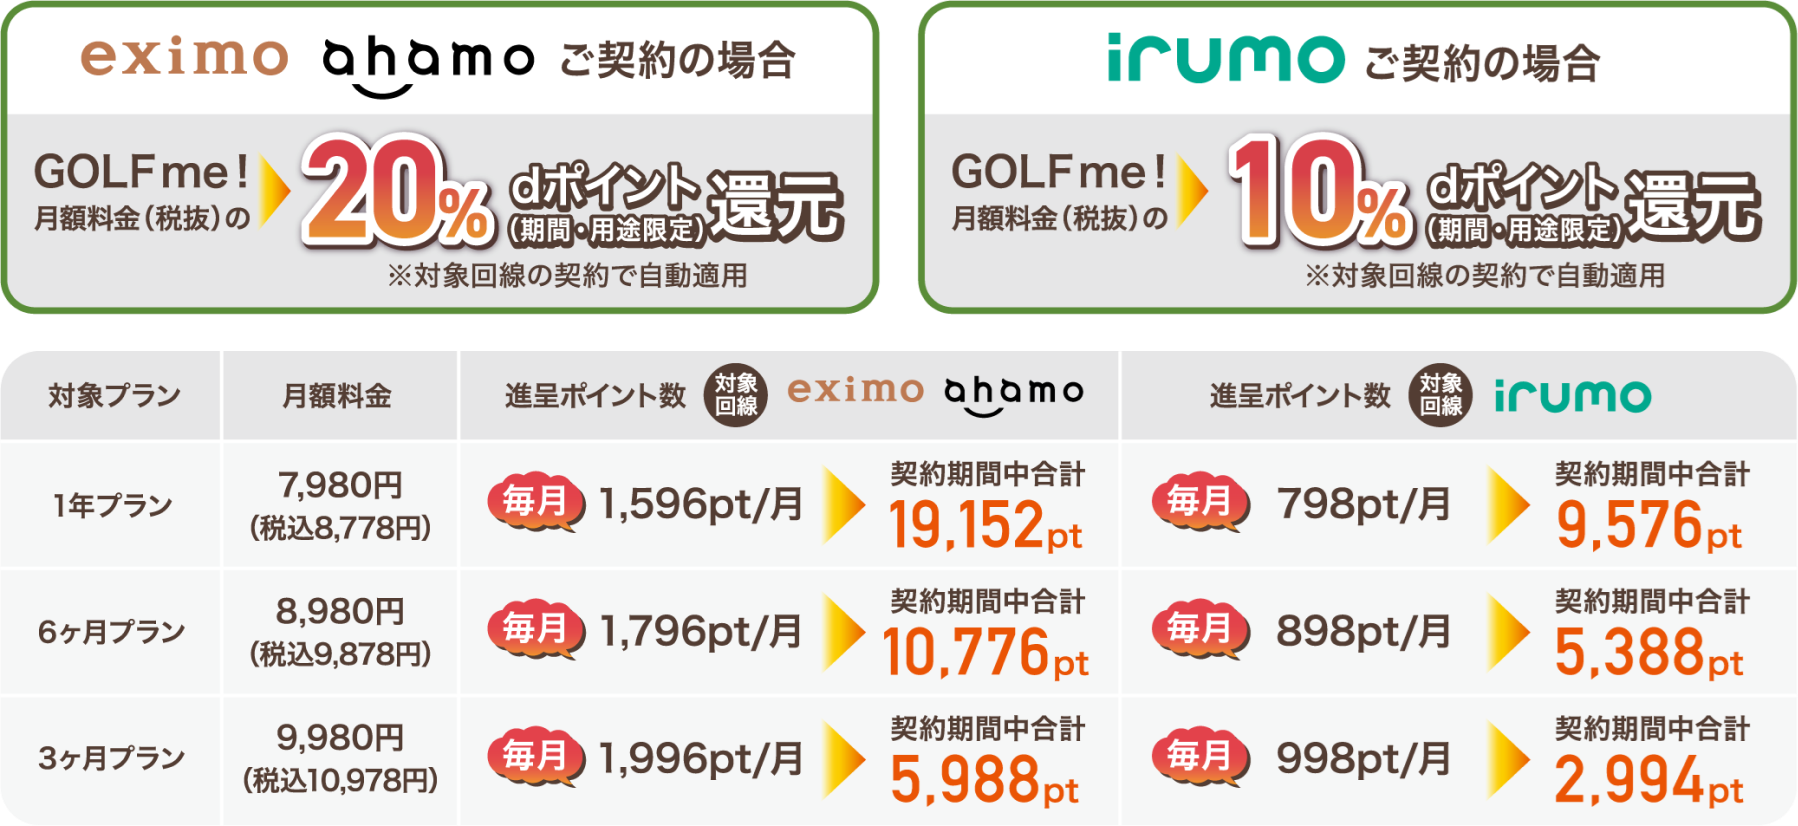 eximo ahamo ご契約の場合
GOLF me!
月額料金(税抜)の
20%
dポイント
(期間・用途限定)
還元
※対象回線の契約で自動適用
irumo ご契約の場合
GOLF me!
月額料金(税抜)の
10%
dポイント
(期間・用途限定)
還元
※対象回線の契約で自動適用
対象プラン
月額料金
進呈ポイント数 対象回線 eximo ahamo
進呈ポイント数 対象回線 irumo
1年プラン
7,980円
(税込8,778円)
毎月 1,596pt/月
契約期間中合計
19,152pt
毎月 798pt/月
契約期間中合計
9,576pt
6ヶ月プラン
8,980円
(税込9,878円)
毎月 1,796pt/月
契約期間中合計
10,776pt
毎月 898pt/月
契約期間中合計
5,388pt
3ヶ月プラン
9,980円
(税込10,978円)
毎月 1,996pt/月
契約期間中合計
5,988pt
毎月 998pt/月
契約期間中合計
2,994pt